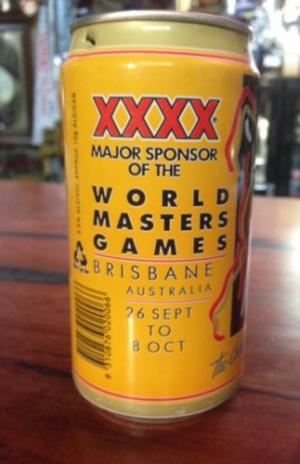 XXXX
MAJOR SPONSOR
OF THE
WORLD
MASTERS
GAMES
BRISBANE
AUSTRALIA
26 SEPT
TO
8 OCT